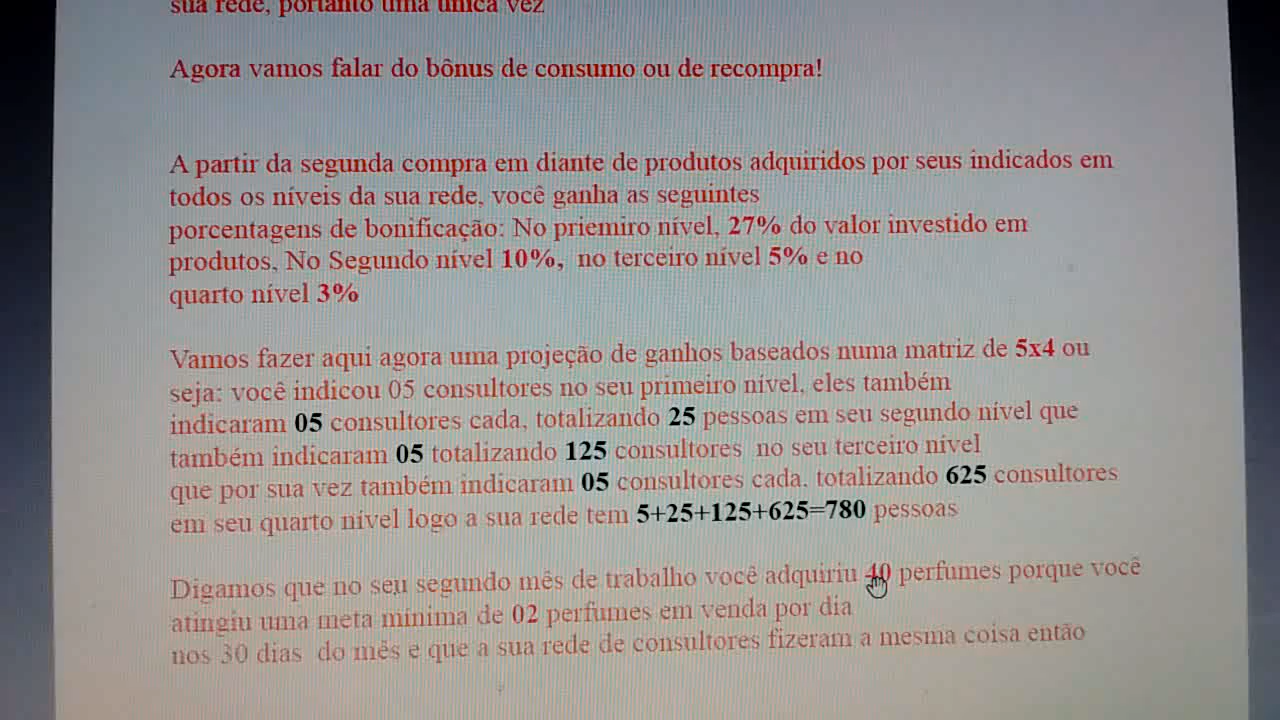 sua rede, portanto uma única vez
Agora vamos falar do bônus de consumo ou de recompra!
A partir da segunda compra em diante de produtos adquiridos por seus indicados em
todos os níveis da sua rede, você ganha as seguintes
porcentagens de bonificação: No priemiro nível, 27% do valor investido em
produtos, No Segundo nível 10%, no terceiro nível 5% e no
quarto nível 3%
Vamos fazer aqui agora uma projeção de ganhos baseados numa matriz de 5x4 ou
seja: você indicou 05 consultores no seu primeiro nível, eles também
indicaram 05 consultores cada, totalizando 25 pessoas em seu segundo nível que
também indicaram 05 totalizando 125 consultores no seu terceiro nível
que por sua vez também indicaram 05 consultores cada. totalizando 625 consultores
em seu quarto nível logo a sua rede tem 5+25+125+625=780 pessoas
Digamos que no seu segundo mês de trabalho você adquiriu 40 perfumes porque você
atingiu uma meta mínima de 02 perfumes em venda por dia
nos 30 dias do mês e que a sua rede de consultores fizeram a mesma coisa então